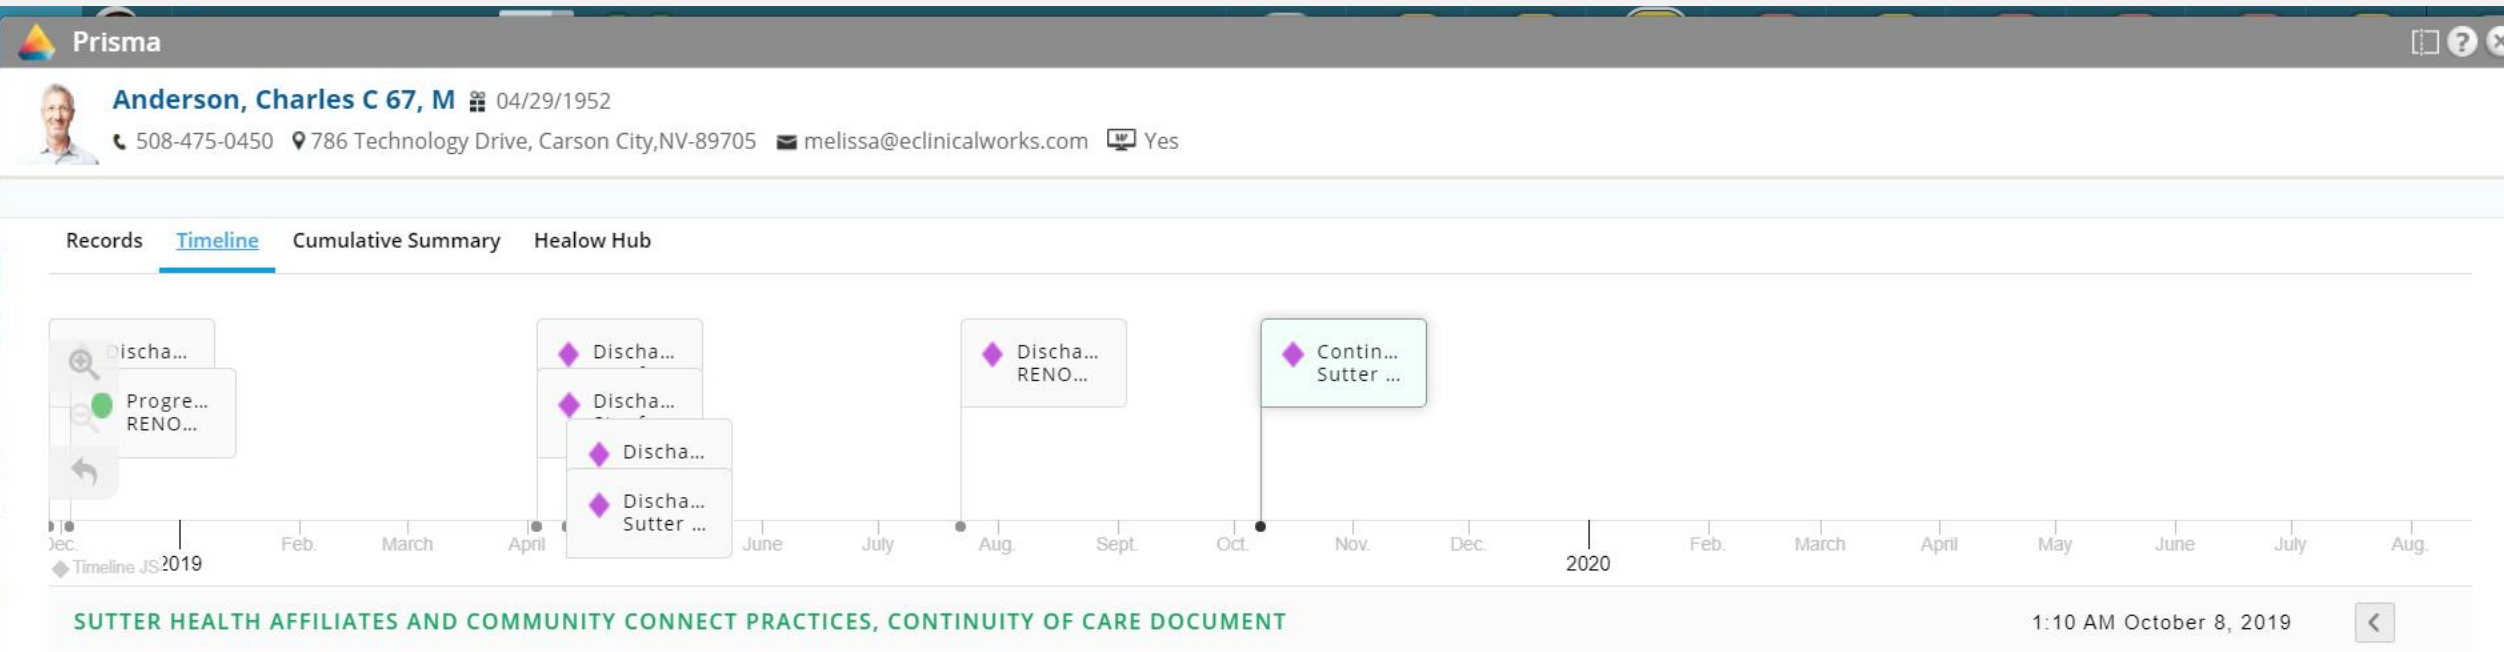 Prisma
Anderson, Charles C 67, M 04/29/1952
508-475-0450 786 Technology Drive, Carson City,NV-89705 melissa@eclinicalworks.com Yes
Records Timeline Cumulative Summary Healow Hub
Discha...
Progre...
RENO...
Discha...
Discha...
Discha...
Discha...
Sutter ...
Discha...
RENO...
Contin...
Sutter ...
Dec. Feb. March April June July Aug. Sept. Oct. Nov. Dec. Feb. March April May June July Aug.
Timeline JS 2019 2020
SUTTER HEALTH AFFILIATES AND COMMUNITY CONNECT PRACTICES, CONTINUITY OF CARE DOCUMENT 1:10 AM October 8, 2019